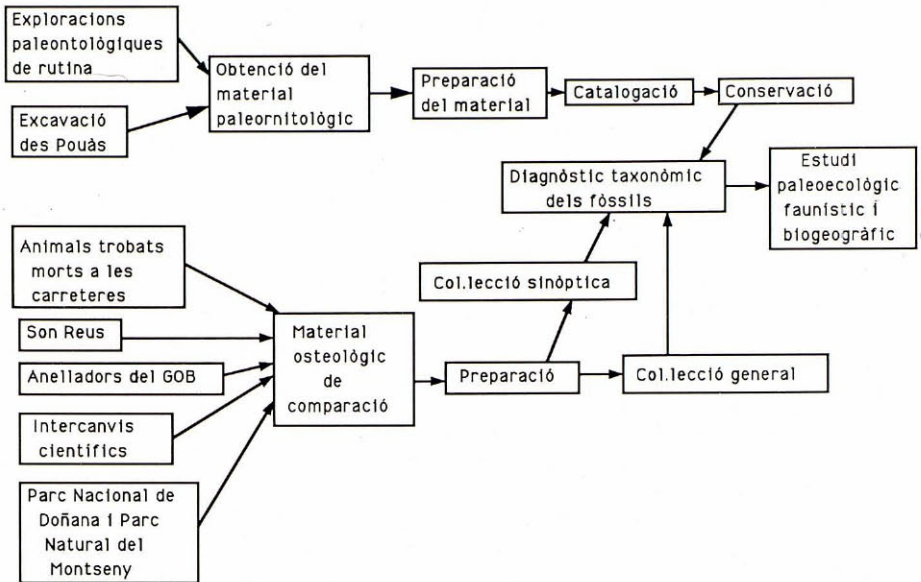 Exploracions
paleontològiques
de rutina
Excavació
des Pouàs
Obtenció del
material
paleornitològic
Preparació
del material
Catalogació
Conservació
Diagnòstic taxonòmic
dels fòssils
Estudi
paleoecològic
faunístic i
biogeogràfic
Animals trobats
morts a les
carreteres
Son Reus
Anelladors del GOB
Intercanvis
científics
Parc Nacional de
Doñana i Parc
Natural del
Montseny
Material
osteològic
de
comparació
Preparació
Col.lecció sinòptica
Col.lecció general